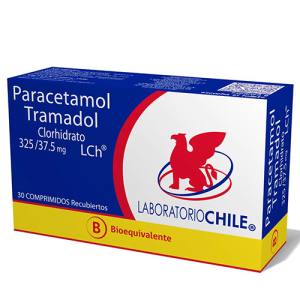 Paracetamol
Tramadol
Clorhidrato
325/37.5 mg LCh®
30 COMPRIMIDOS Recubiertos
B Bioequivalente
LABORATORIOCHILE®
Paracetamol
Tramadol
Clorhidrato
325/37.5 mg LCh®